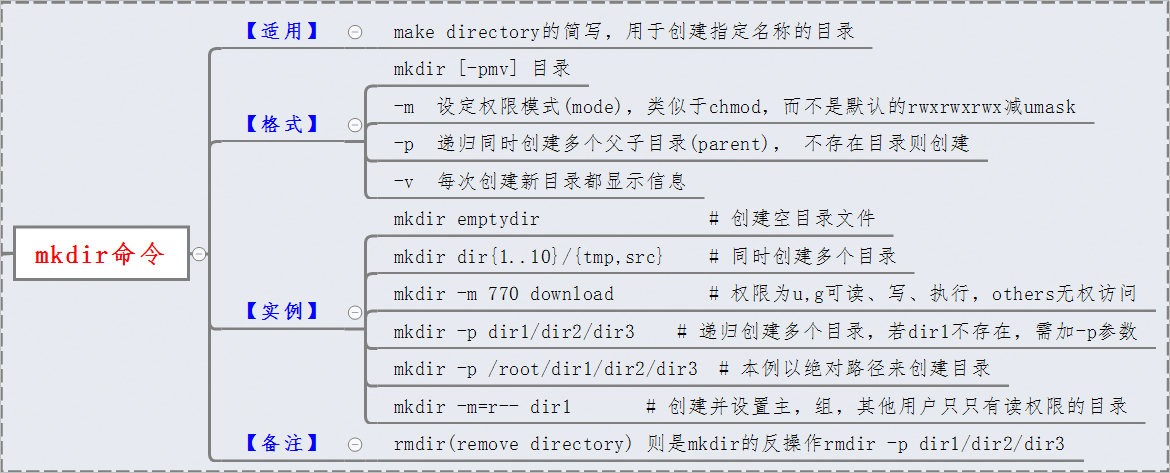 【适用】 make directory的简写，用于创建指定名称的目录
mkdir [-pmv] 目录
【格式】 -m 设定权限模式(mode)，类似于chmod，而不是默认的rwxrwxrwx减umask
-p 递归同时创建多个父子目录(parent)， 不存在目录则创建
-v 每次创建新目录都显示信息
mkdir命令
mkdir emptydir # 创建空目录文件
mkdir dir{1..10}/{tmp,src} # 同时创建多个目录
【实例】 mkdir -m 770 download # 权限为u,g可读、写、执行，others无权访问
mkdir -p dir1/dir2/dir3 # 递归创建多个目录，若dir1不存在，需加-p参数
mkdir -p /root/dir1/dir2/dir3 # 本例以绝对路径来创建目录
mkdir -m=r-- dir1 # 创建并设置主，组，其他用户只只有读权限的目录
【备注】 rmdir(remove directory) 则是mkdir的反操作rmdir -p dir1/dir2/dir3